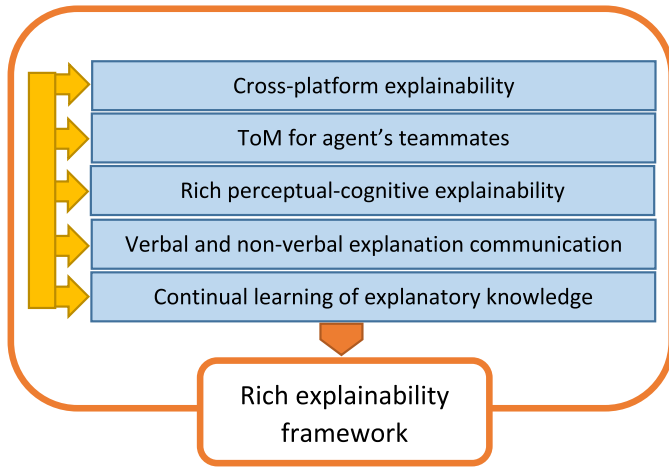 Cross-platform explainability
ToM for agent’s teammates
Rich perceptual-cognitive explainability
Verbal and non-verbal explanation communication
Continual learning of explanatory knowledge
Rich explainability
framework